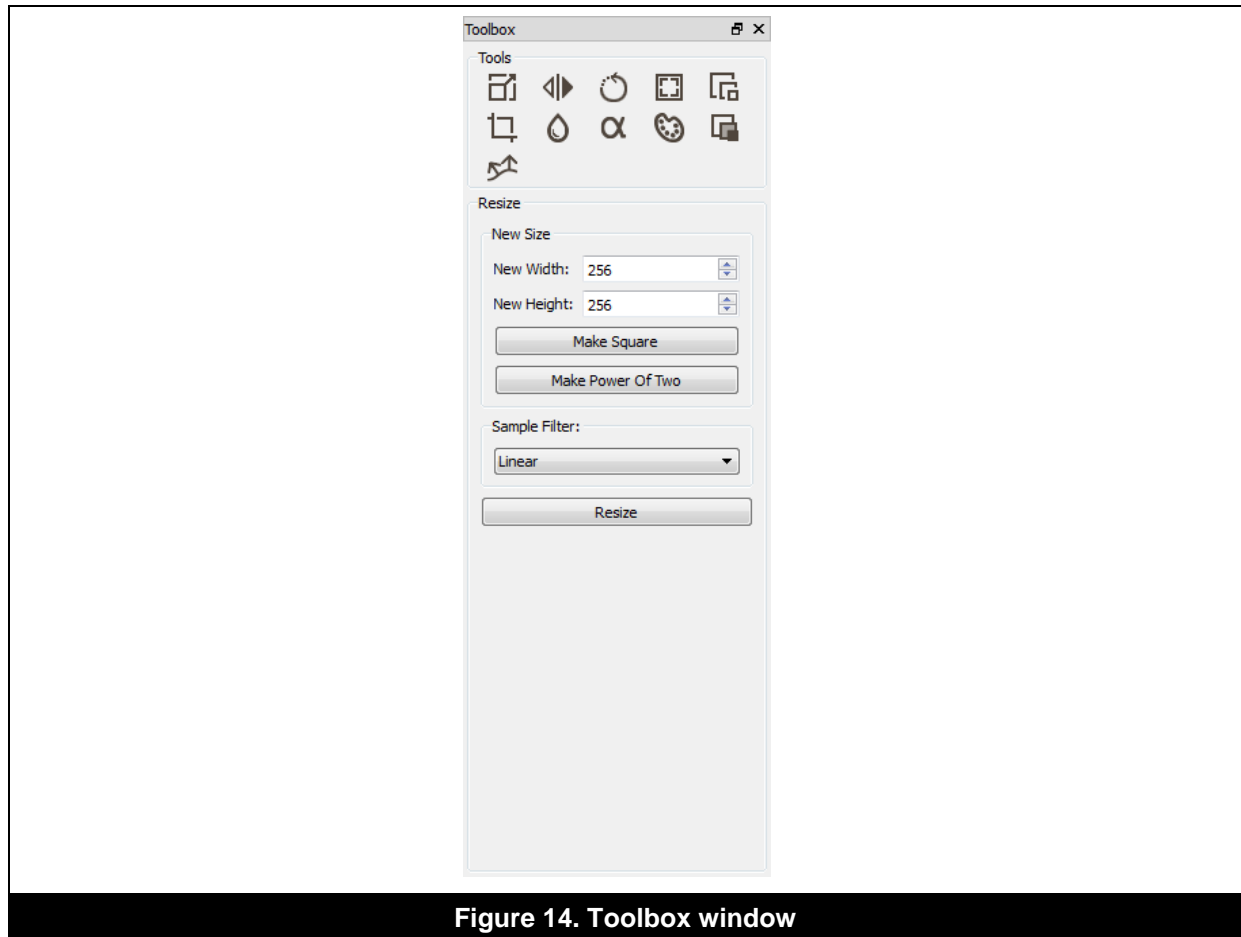 Toolbox
Tools
α
Resize
New Size
New Width: 256
New Height: 256
Make Square
Make Power Of Two
Sample Filter:
Linear
Resize
Figure 14. Toolbox window